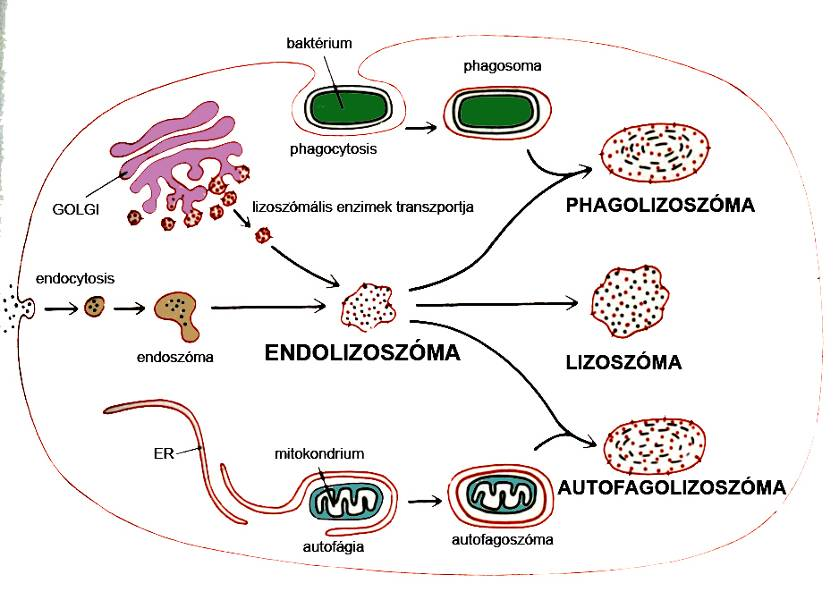 baktérium
phagosoma
phagocytosis
GOLGI
lizoszómális enzimek transzportja
PHAGOLIZOSZÓMA
endocytosis
endoszóma
ENDOLIZOSZÓMA
LIZOSZÓMA
ER
mitokondrium
AUTOFAGOLIZOSZÓMA
autofágia
autofagoszóma